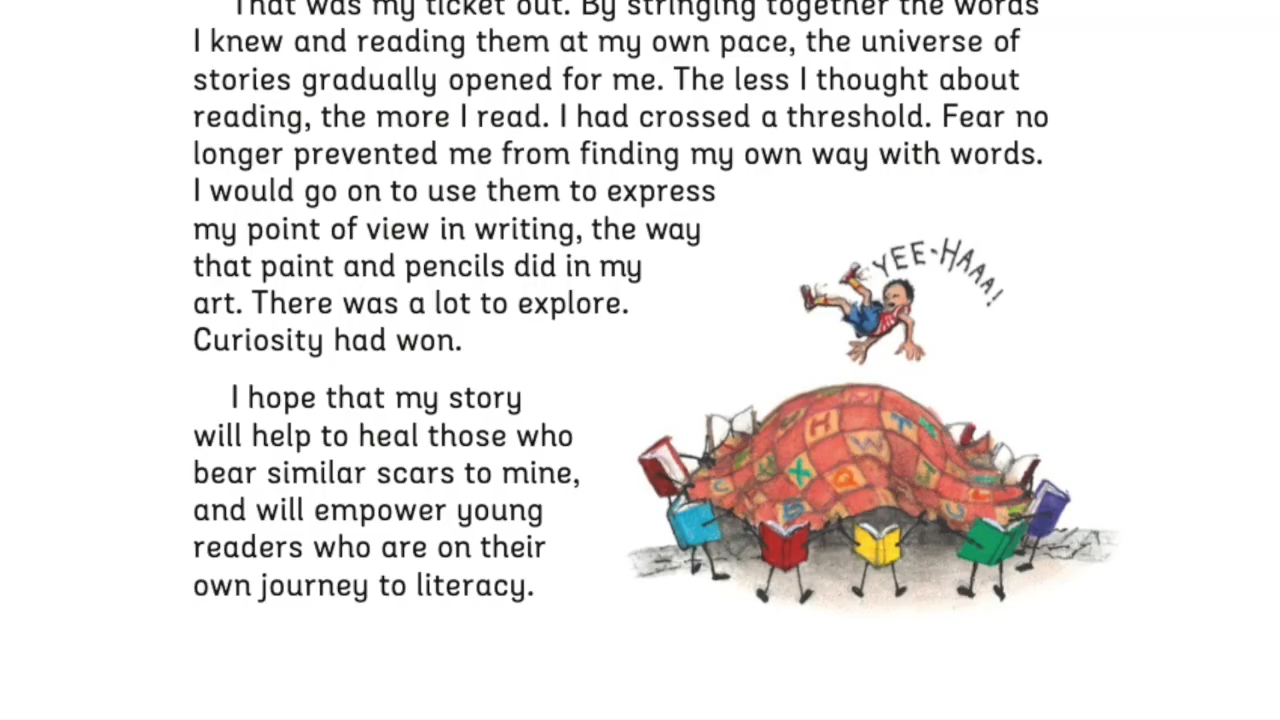 That was my ticket out. By stringing together the words
I knew and reading them at my own pace, the universe of
stories gradually opened for me. The less I thought about
reading, the more I read. I had crossed a threshold. Fear no
longer prevented me from finding my own way with words.
I would go on to use them to express
my point of view in writing, the way
that paint and pencils did in my
art. There was a lot to explore.
Curiosity had won.
YEE-HAAA!
I hope that my story
will help to heal those who
bear similar scars to mine,
and will empower young
readers who are on their
own journey to literacy.
H
M
T
W
X
Q
B